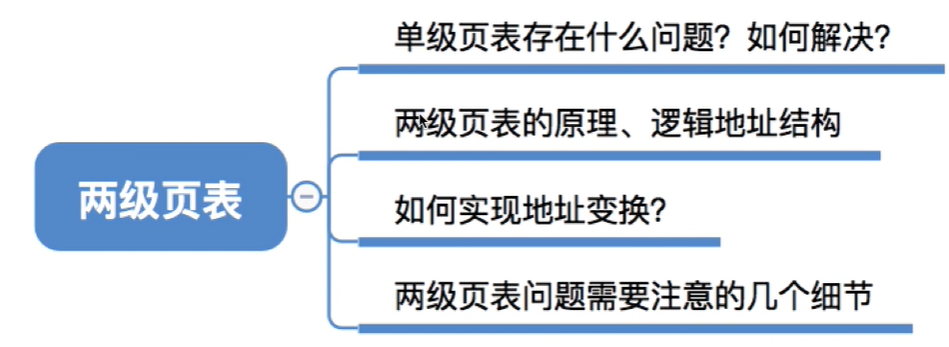 单级页表存在什么问题？如何解决？
两级页表的原理、逻辑地址结构
两级页表
如何实现地址变换？
两级页表问题需要注意的几个细节